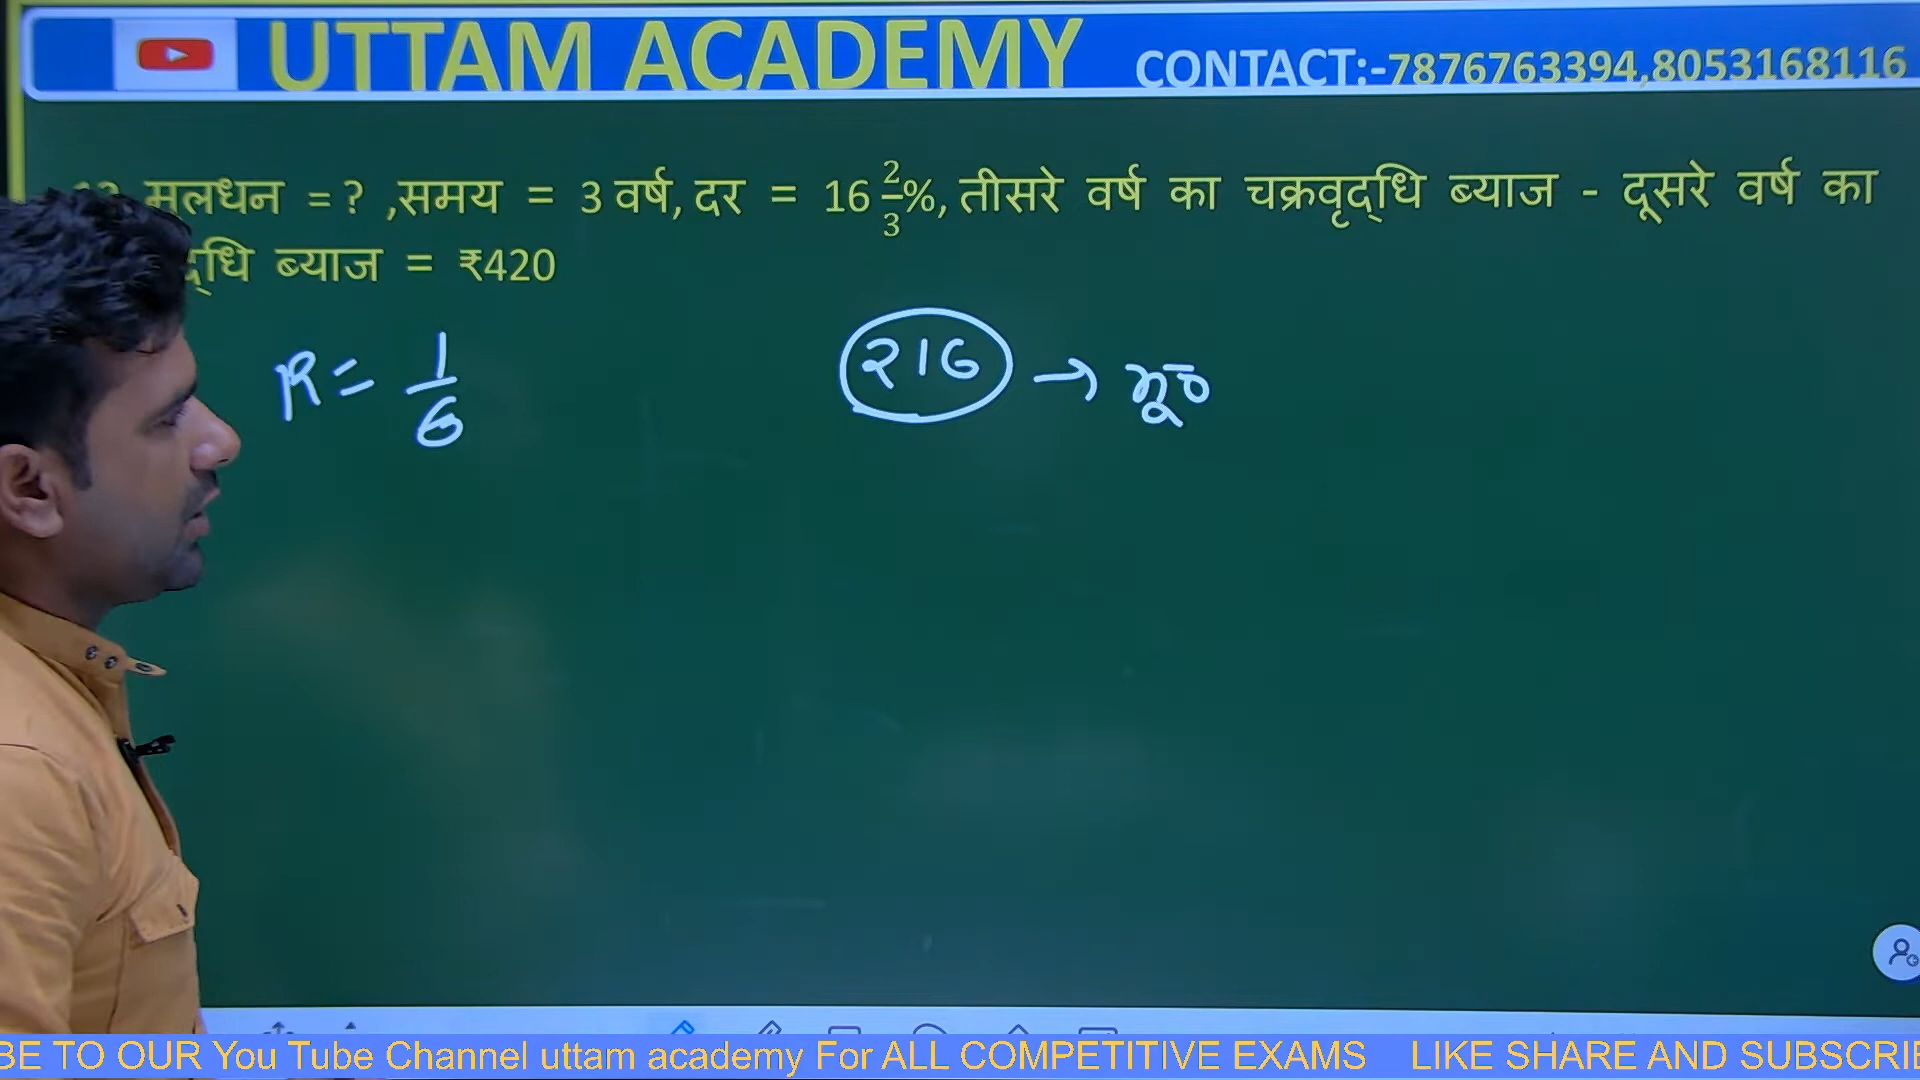 UTTAM ACADEMY CONTACT:-7876763394,8053168116
मूलधन = ? ,समय = 3 वर्ष, दर = 16 2/3%, तीसरे वर्ष का चक्रवृद्धि ब्याज - दूसरे वर्ष का
ब्याज = ₹420
R = 1/6
216 → मू०
BE TO OUR You Tube Channel uttam academy For ALL COMPETITIVE EXAMS LIKE SHARE AND SUBSCRIE